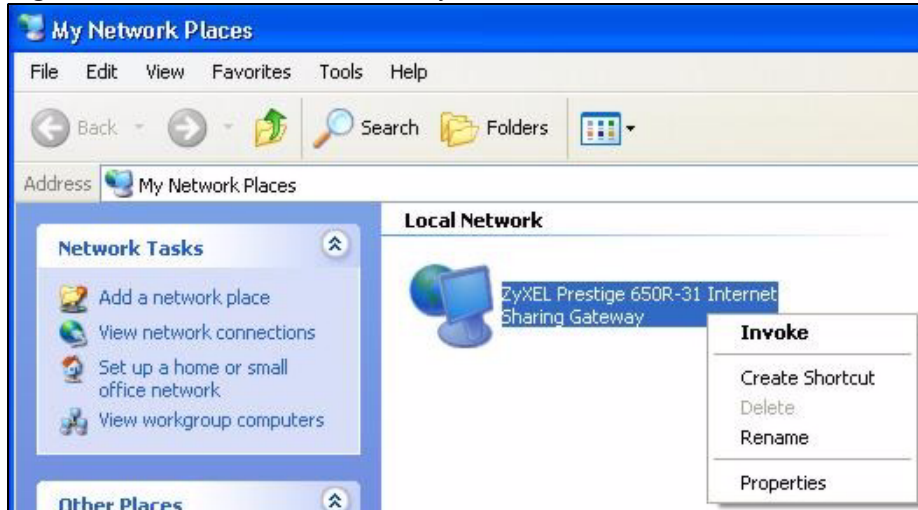 My Network Places
File Edit View Favorites Tools Help
Back Search Folders
Address My Network Places
Network Tasks
Add a network place
View network connections
Set up a home or small
office network
View workgroup computers
Other Places
Local Network
ZyXEL Prestige 650R-31 Internet
Sharing Gateway
Invoke
Create Shortcut
Delete
Rename
Properties